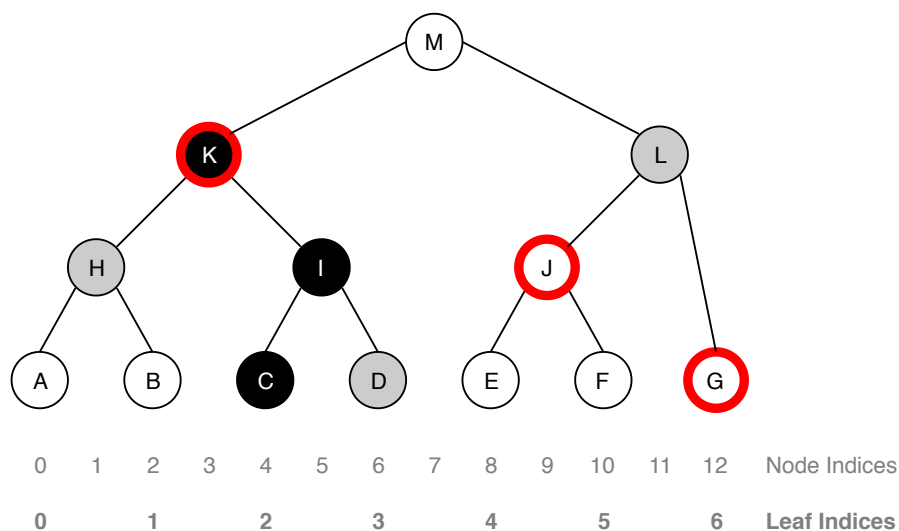 M
K L
H I J
A B C D E F G
0 1 2 3 4 5 6 7 8 9 10 11 12 Node Indices
0 1 2 3 4 5 6 Leaf Indices